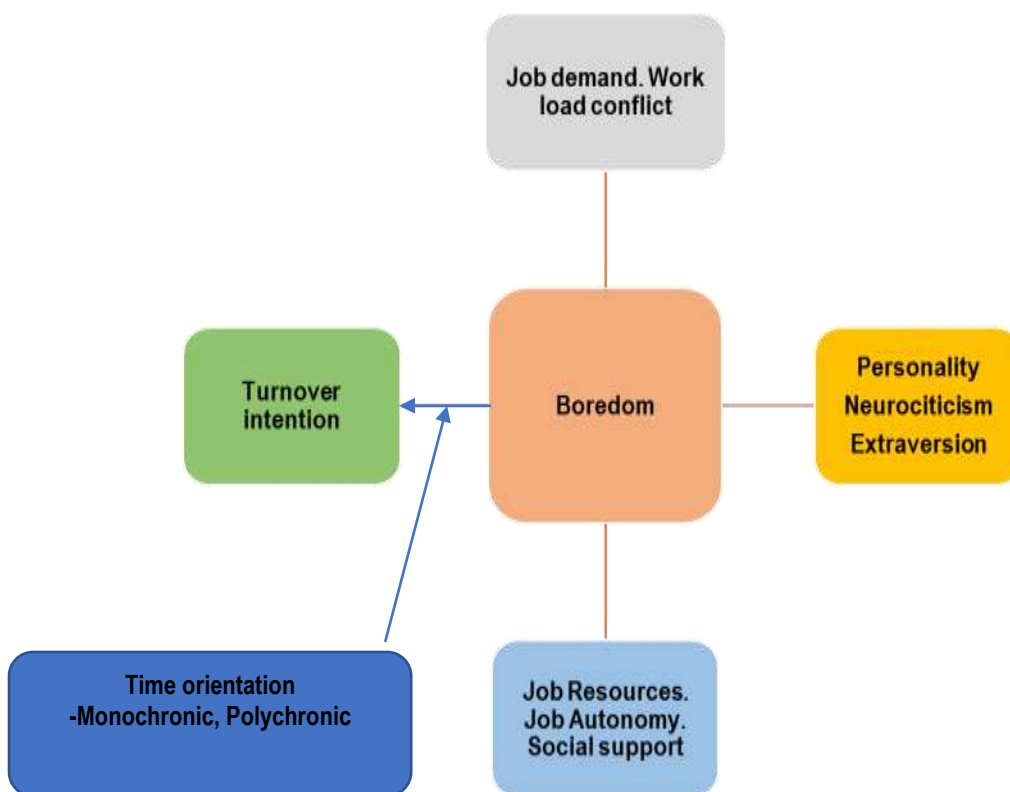 Job demand. Work
load conflict
Turnover
intention
Boredom
Personality
Neurociticism
Extraversion
Time orientation
-Monochronic, Polychronic
Job Resources.
Job Autonomy.
Social support